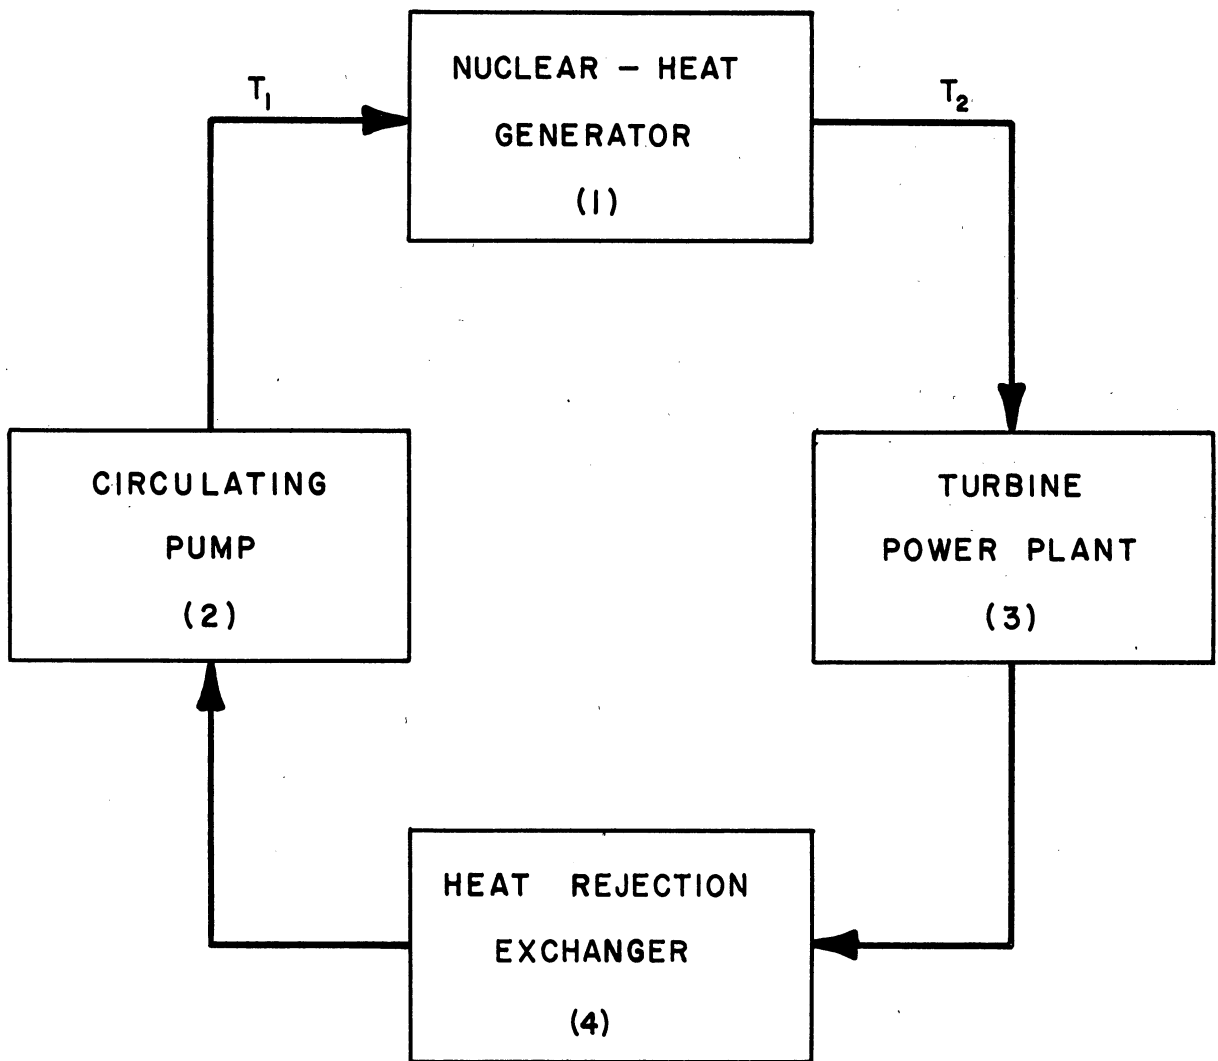 T₁
NUCLEAR – HEAT
GENERATOR
(1)
T₂
CIRCULATING
PUMP
(2)
TURBINE
POWER PLANT
(3)
HEAT REJECTION
EXCHANGER
(4)